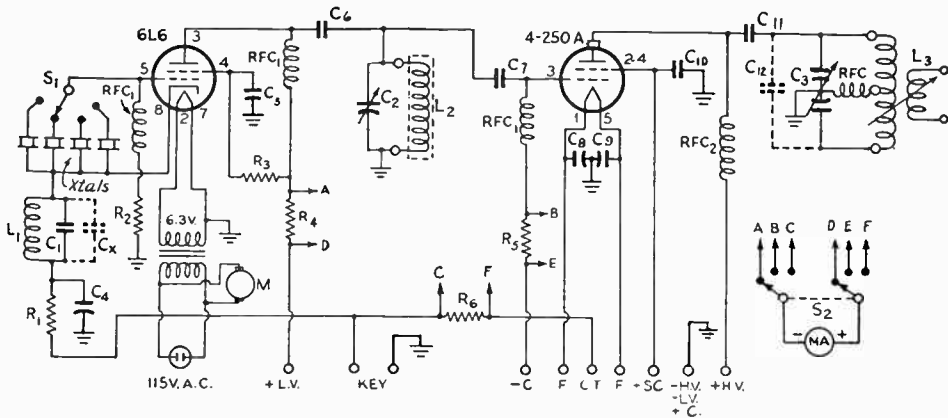 6L6
3
C6
4-250 A
C11
S1
5
4
RFC1
C5
C7
3
2-4
C10
C12
C3
RFC
L3
RFC1
8
2
7
C2
L2
1
5
RFC1
C8
C9
RFC2
Xtals
R3
A
R2
6.3V.
R4
B
L1
C1
Cx
D
R5
E
A
B
C
D
E
F
M
C
F
R6
S2
R1
C4
- MA +
115V. A.C.
+ L.V.
KEY
-C
F
CT
F
+SC
-H.V.
-L.V.
+ C.
+H.V.